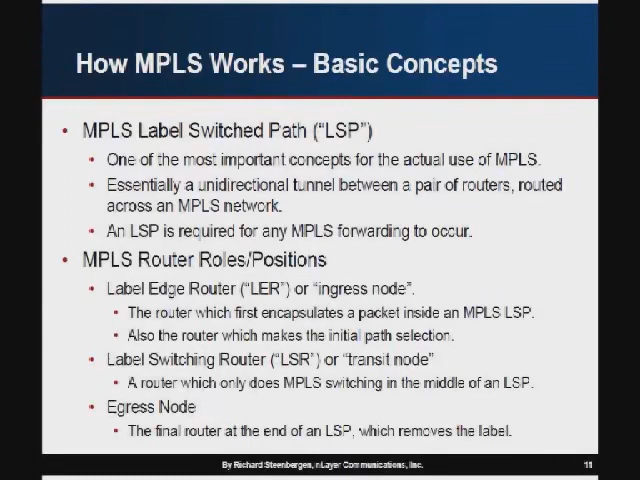 How MPLS Works – Basic Concepts
• MPLS Label Switched Path ("LSP")
• One of the most important concepts for the actual use of MPLS.
• Essentially a unidirectional tunnel between a pair of routers, routed
across an MPLS network.
• An LSP is required for any MPLS forwarding to occur.
• MPLS Router Roles/Positions
• Label Edge Router ("LER") or "ingress node".
• The router which first encapsulates a packet inside an MPLS LSP.
• Also the router which makes the initial path selection.
• Label Switching Router ("LSR") or "transit node"
• A router which only does MPLS switching in the middle of an LSP.
• Egress Node
• The final router at the end of an LSP, which removes the label.
By Richard Steenbergen, nLayer Communications, Inc.
11